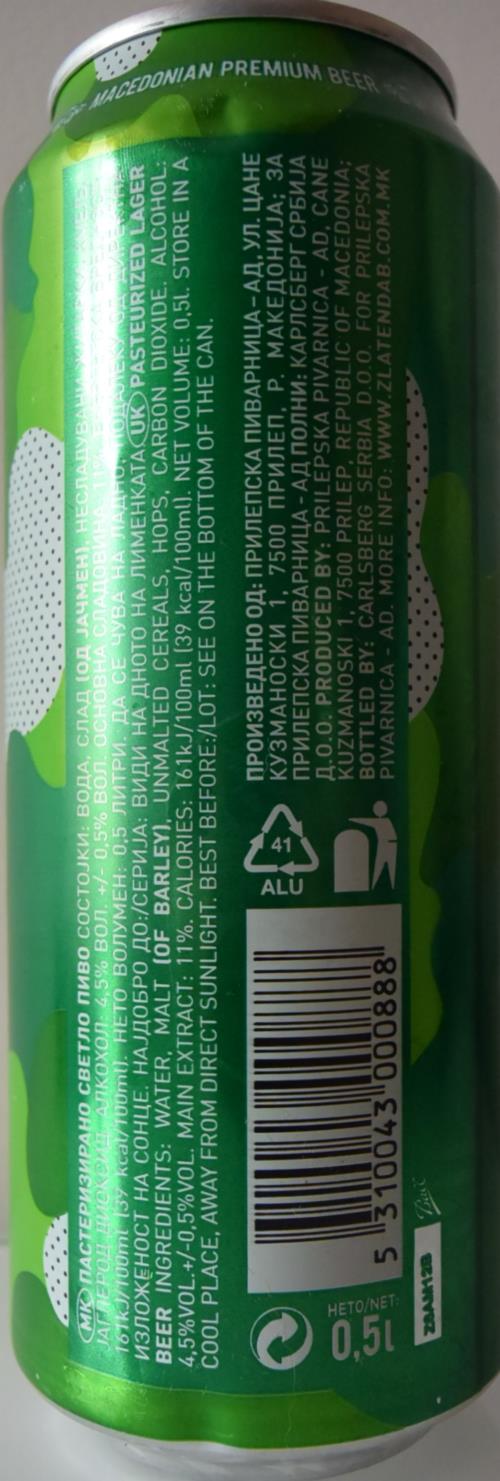 MACEDONIAN PREMIUM BEER
MK ПАСТЕРИЗИРАНО СВЕТЛО ПИВО СОСТОЈКИ: ВОДА, СЛАД (ОД ЈАЧМЕН), НЕСЛАДУВАНИ
ЈАГЛЕРОД ДИОКСИД. АЛКОХОЛ: 4,5% ВОЛ. +/- 0,5% ВОЛ. ОСНОВНА СЛАДОВИНА: 11%.
161KJ/100ml (39 kcal/100ml). НЕТО ВОЛУМЕН: 0,5 ЛИТРИ. ДА СЕ ЧУВА НА ЛАДНО, ПОДАЛЕКУ ОД
ИЗЛОЖЕНОСТ НА СОНЦЕ. НАЈДОБРО ДО:/СЕРИЈА: ВИДИ НА ДНОТО НА ЛИМЕНКАТА UK PASTEURIZED LAGER
BEER INGREDIENTS: WATER, MALT (OF BARLEY), UNMALTED CEREALS, HOPS, CARBON DIOXIDE. ALCOHOL:
4,5%VOL.+/-0,5%VOL. MAIN EXTRACT: 11%. CALORIES: 161kJ/100ml (39 kcal/100ml). NET VOLUME: 0,5L. STORE IN A
COOL PLACE, AWAY FROM DIRECT SUNLIGHT. BEST BEFORE:/LOT: SEE ON THE BOTTOM OF THE CAN.
ПРОИЗВЕДЕНО ОД: ПРИЛЕПСКА ПИВАРНИЦА-АД, УЛ. ЦАНЕ
КУЗМАНОСКИ 1, 7500 ПРИЛЕП, Р. МАКЕДОНИЈА; ЗА
ПРИЛЕПСКА ПИВАРНИЦА - АД ПОЛНИ: КАРЛСБЕРГ СРБИЈА
Д.О.О. PRODUCED BY: PRILEPSKA PIVARNICA - AD, CANE
KUZMANOSKI 1, 7500 PRILEP, REPUBLIC OF MACEDONIA;
BOTTLED BY: CARLSBERG SERBIA D.O.O. FOR PRILEPSKA
PIVARNICA - AD. MORE INFO: WWW.ZLATENDAB.COM.MK
41
ALU
5 310043 000888
НЕТО/NET:
0,5l
Ball